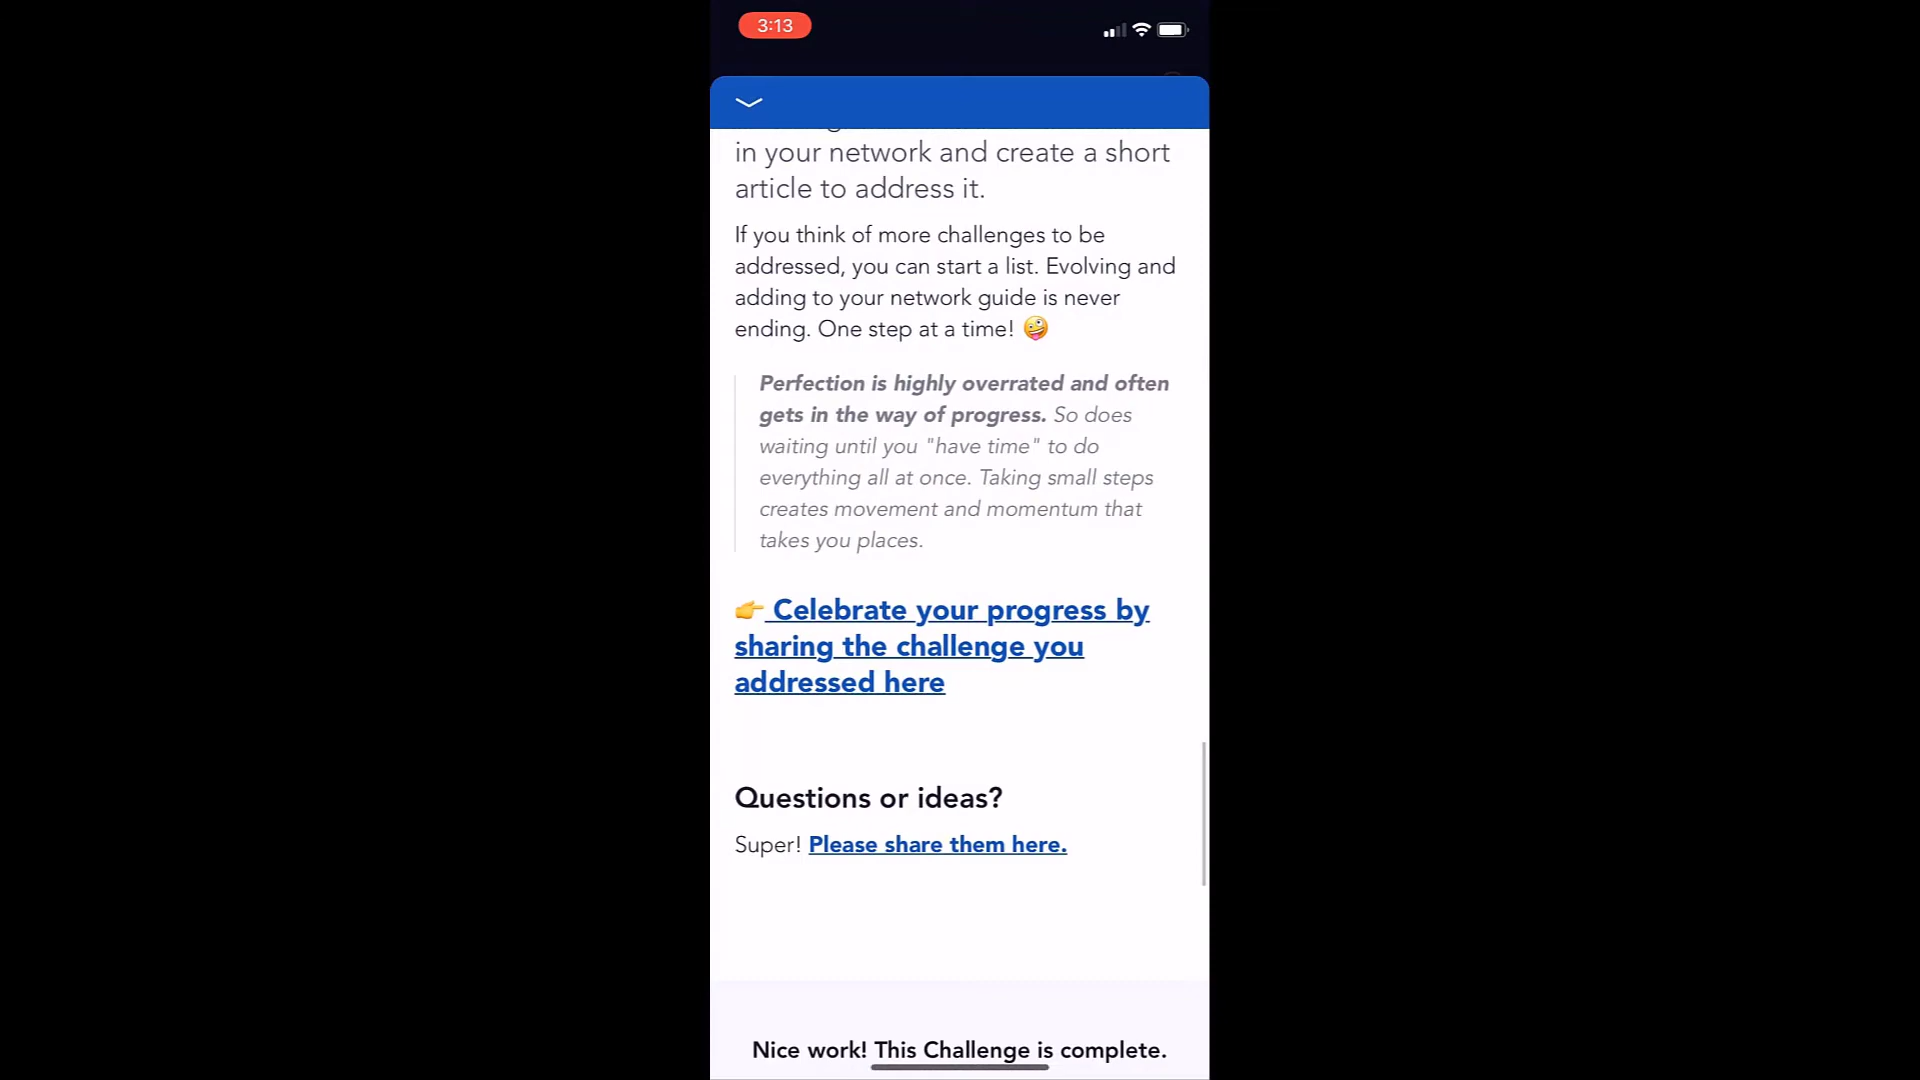 3:13
in your network and create a short
article to address it.
If you think of more challenges to be
addressed, you can start a list. Evolving and
adding to your network guide is never
ending. One step at a time! 🤪
Perfection is highly overrated and often
gets in the way of progress. So does
waiting until you "have time" to do
everything all at once. Taking small steps
creates movement and momentum that
takes you places.
👉 Celebrate your progress by
sharing the challenge you
addressed here
Questions or ideas?
Super! Please share them here.
Nice work! This Challenge is complete.